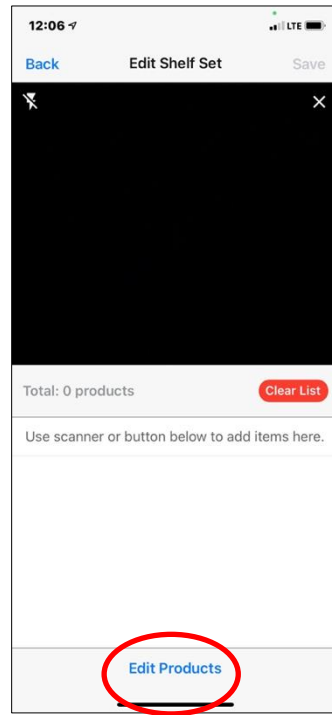 12:06
LTE
Back
Edit Shelf Set
Save
Total: 0 products
Clear List
Use scanner or button below to add items here.
Edit Products